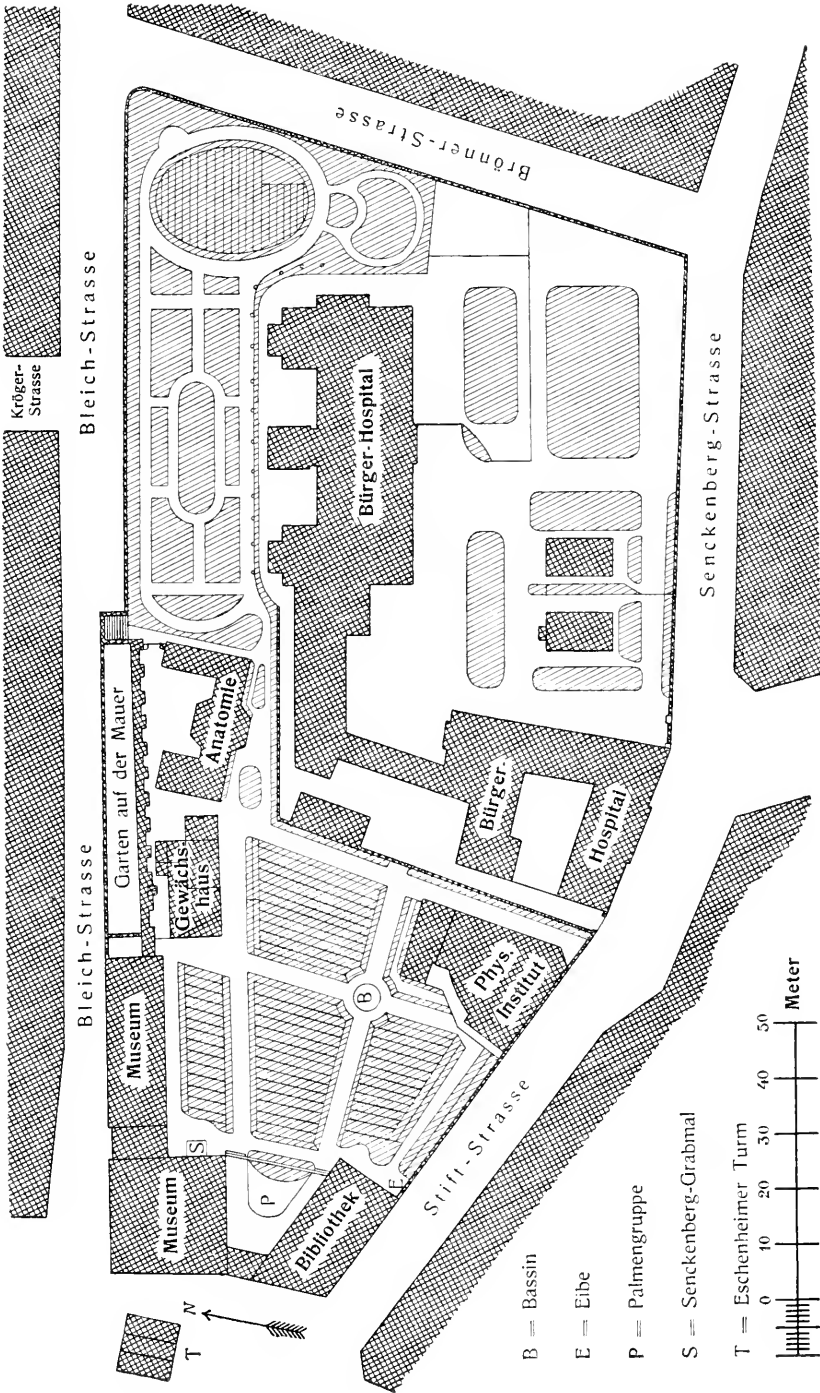 Kröger-
Strasse
Bleich-Strasse
Bleich-Strasse
Brönner-Strasse
Garten auf der Mauer
Museum
Museum
Gewächs-
haus
Anatomie
Bürger-Hospital
Bürger-
Hospital
Phys.
Institut
Bibliothek
S
P
B
E
Stift-Strasse
Senckenberg-Strasse
N
T
B = Bassin
E = Eibe
P = Palmengruppe
S = Senckenberg-Grabmal
T = Eschenheimer Turm
0 10 20 30 40 50
Meter